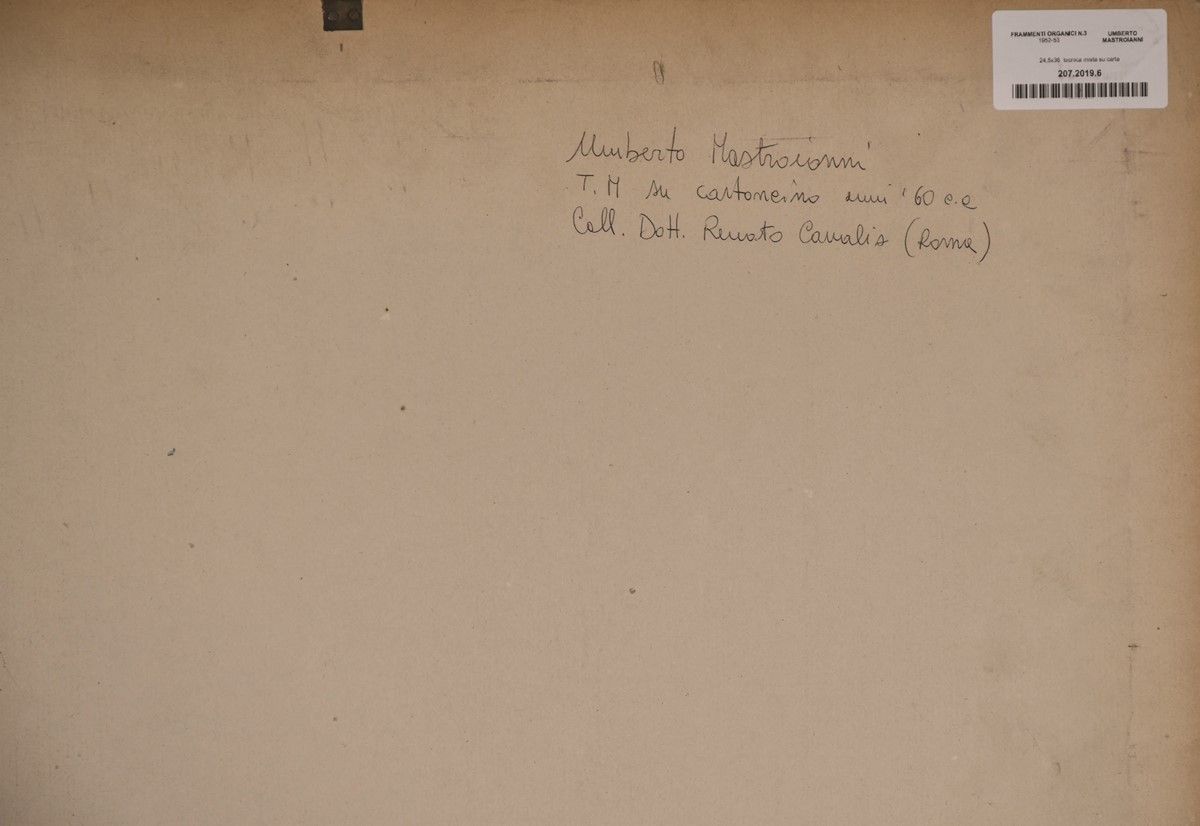 FRAMMENTI ORGANICI N.3 UMBERTO
1952-53 MASTROIANNI
24,5x36 tecnica mista su carta
207.2019.6
Umberto Mastroianni
T.M su cartoncino anni '60 c.a
Coll. Dott. Renato (Roma)